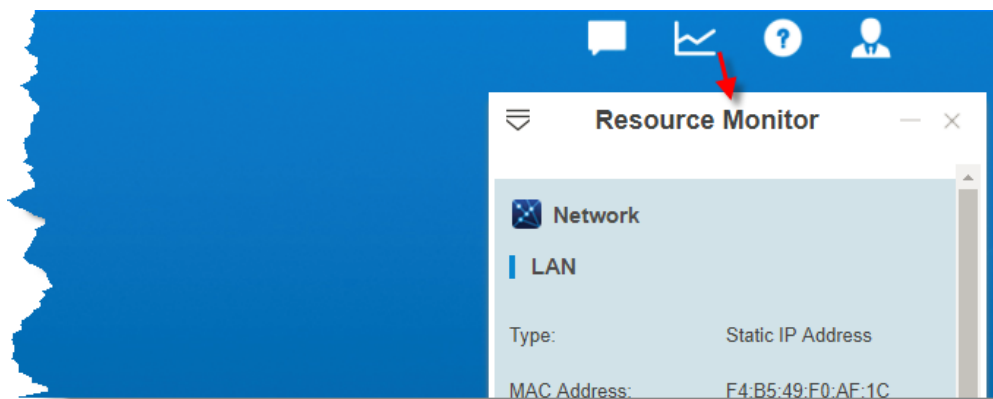 Resource Monitor
Network
LAN
Type: Static IP Address
MAC Address: F4:B5:49:F0:AF:1C